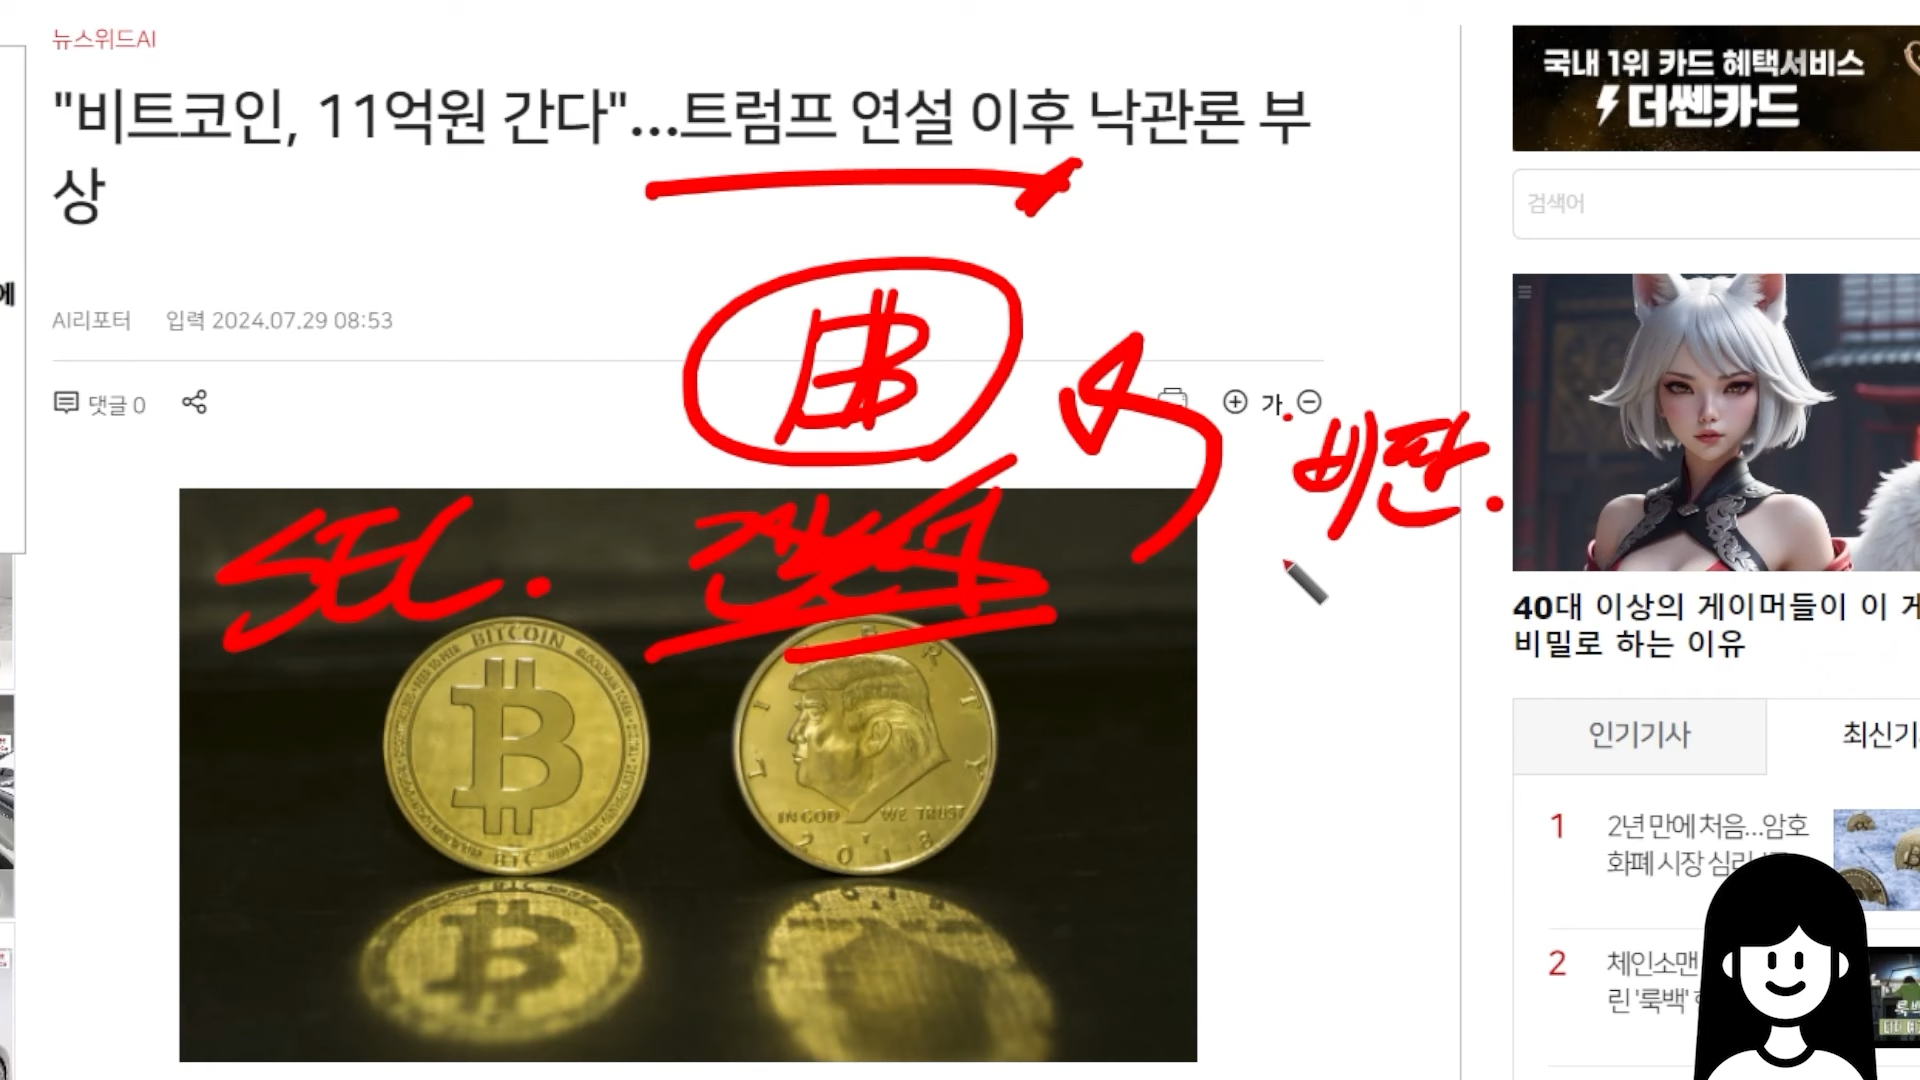 뉴스위드AI
"비트코인, 11억원 간다"...트럼프 연설 이후 낙관론 부
상
에
AI리포터 입력 2024.07.29 08:53
댓글 0
가
비판.
SEC.
BITCOIN
BTC
LIBERTY
IN GOD WE TRUST
2018
국내 1위 카드 혜택서비스
더쎈카드
검색어
40대 이상의 게이머들이 이 게
비밀로 하는 이유
인기기사
최신기
1 2년 만에 처음...암호
화폐 시장 심리
2 체인소맨
린 '룩백'